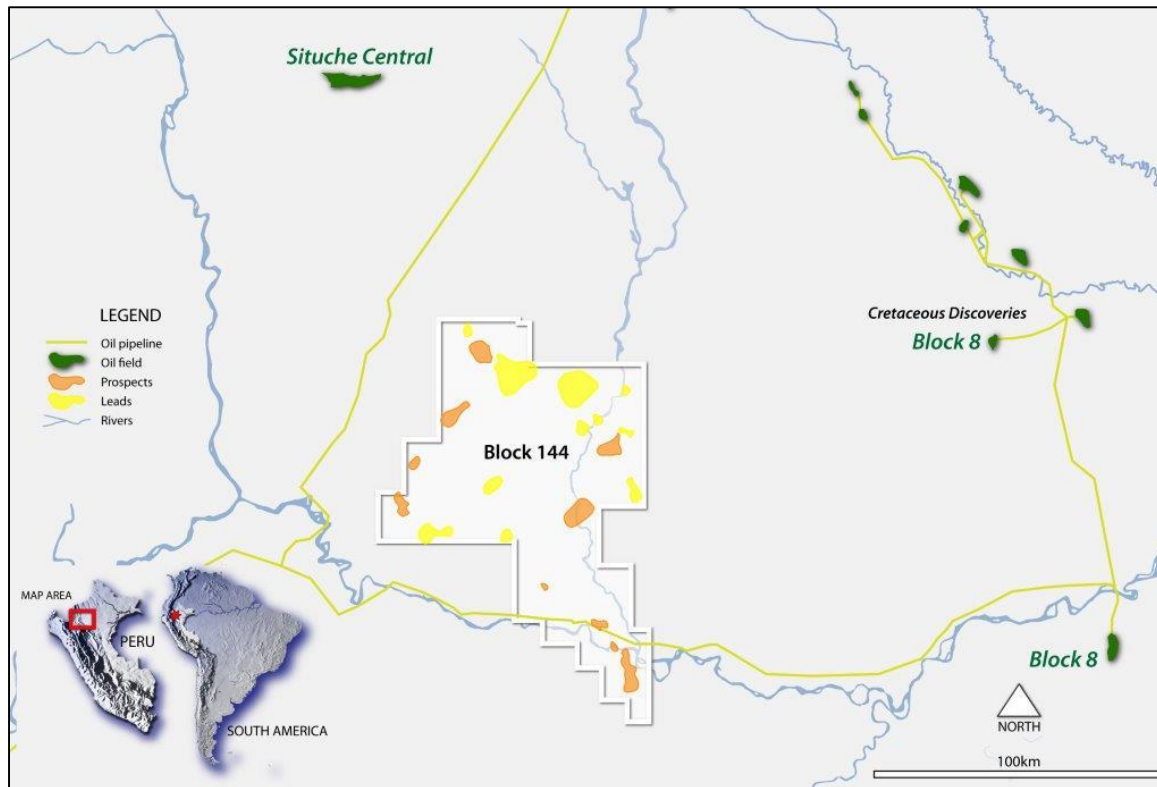 Situche Central
LEGEND
Oil pipeline
Oil field
Prospects
Leads
Rivers
Cretaceous Discoveries
Block 8
Block 144
MAP AREA
PERU
SOUTH AMERICA
Block 8
NORTH
100km